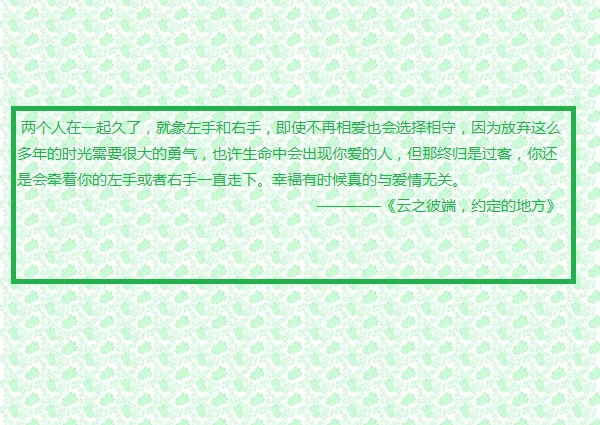 两个人在一起久了，就象左手和右手，即使不再相爱也会选择相守，因为放弃这么
多年的时光需要很大的勇气，也许生命中会出现你爱的人，但那终归是过客，你还
是会牵着你的左手或者右手一直走下。幸福有时候真的与爱情无关。
————《云之彼端，约定的地方》